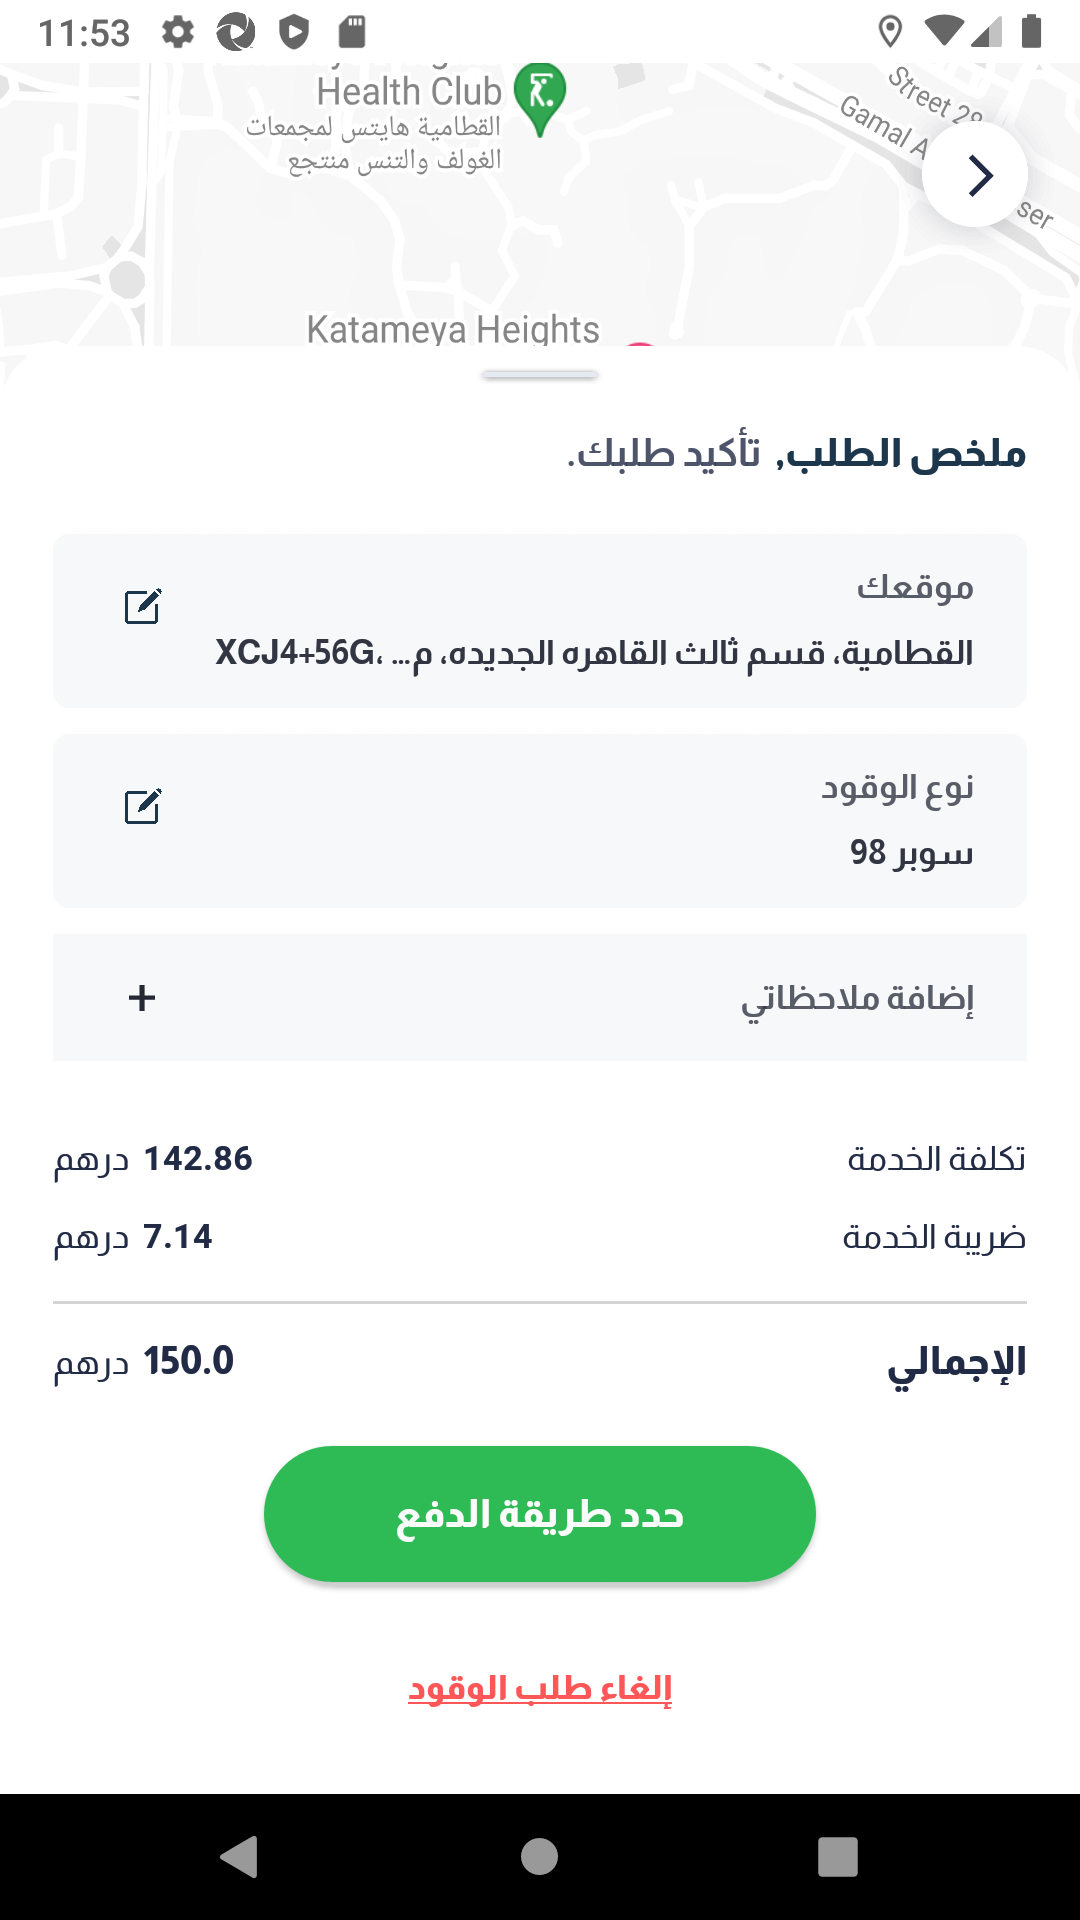 11:53
Health Club
القطامية هايتس لمجمعات
الغولف والتنس منتجع
Street 28
Gamal A
ser
Katameya Heights
ملخص الطلب, تأكيد طلبك.
موقعك
XCJ4+56G، القطامية، قسم ثالث القاهره الجديده، م...
نوع الوقود
سوبر 98
إضافة ملاحظاتي
+
تكلفة الخدمة 142.86 درهم
ضريبة الخدمة 7.14 درهم
الإجمالي 150.0 درهم
حدد طريقة الدفع
إلغاء طلب الوقود